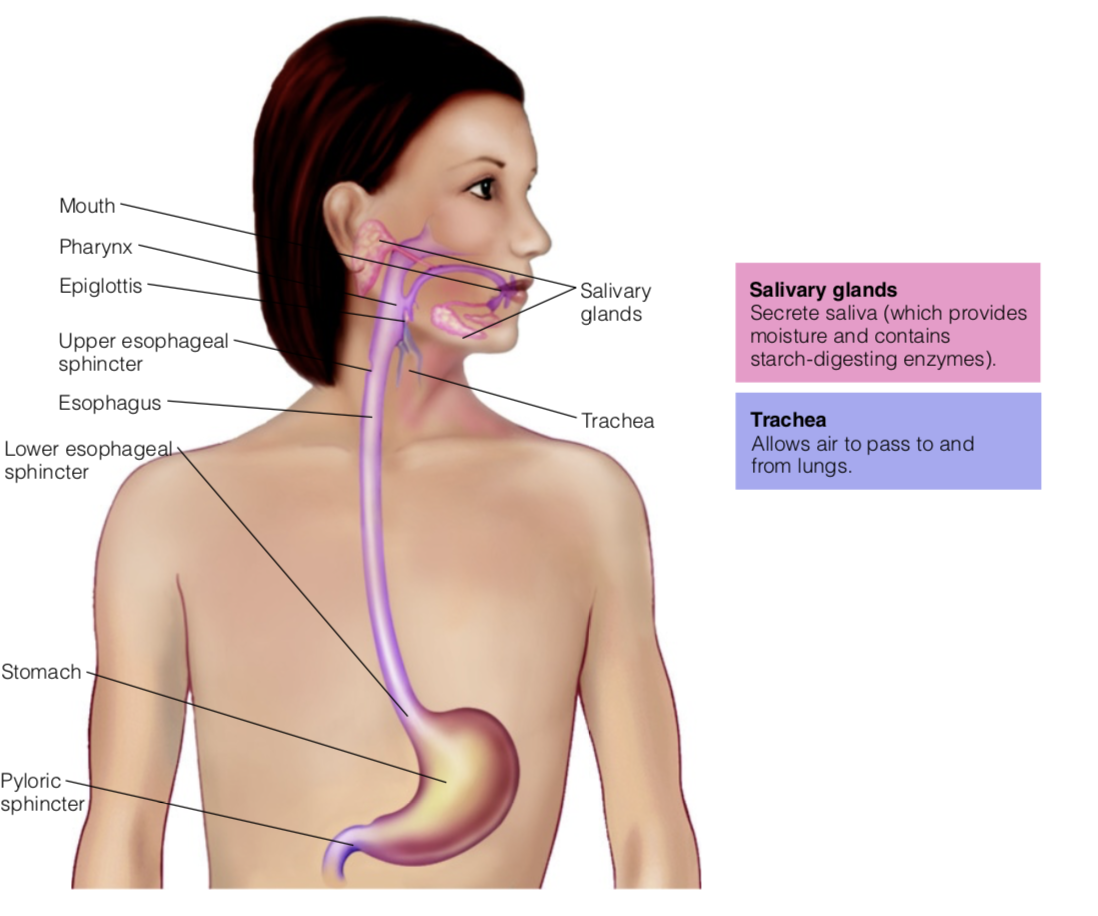 Mouth
Pharynx
Epiglottis
Upper esophageal
sphincter
Esophagus
Lower esophageal
sphincter
Stomach
Pyloric
sphincter
Salivary
glands
Trachea
Salivary glands
Secrete saliva (which provides
moisture and contains
starch-digesting enzymes).
Trachea
Allows air to pass to and
from lungs.